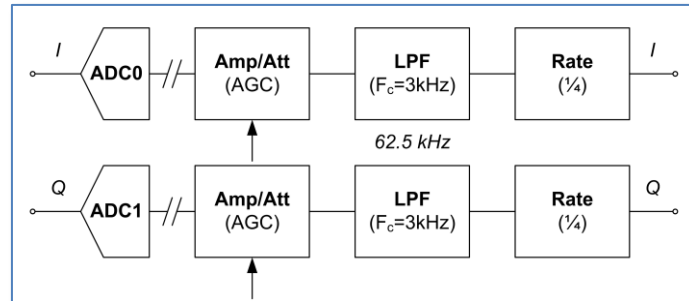 I
ADC0
Amp/Att
(AGC)
LPF
(Fc=3kHz)
Rate
(¼)
I
62.5 kHz
Q
ADC1
Amp/Att
(AGC)
LPF
(Fc=3kHz)
Rate
(¼)
Q